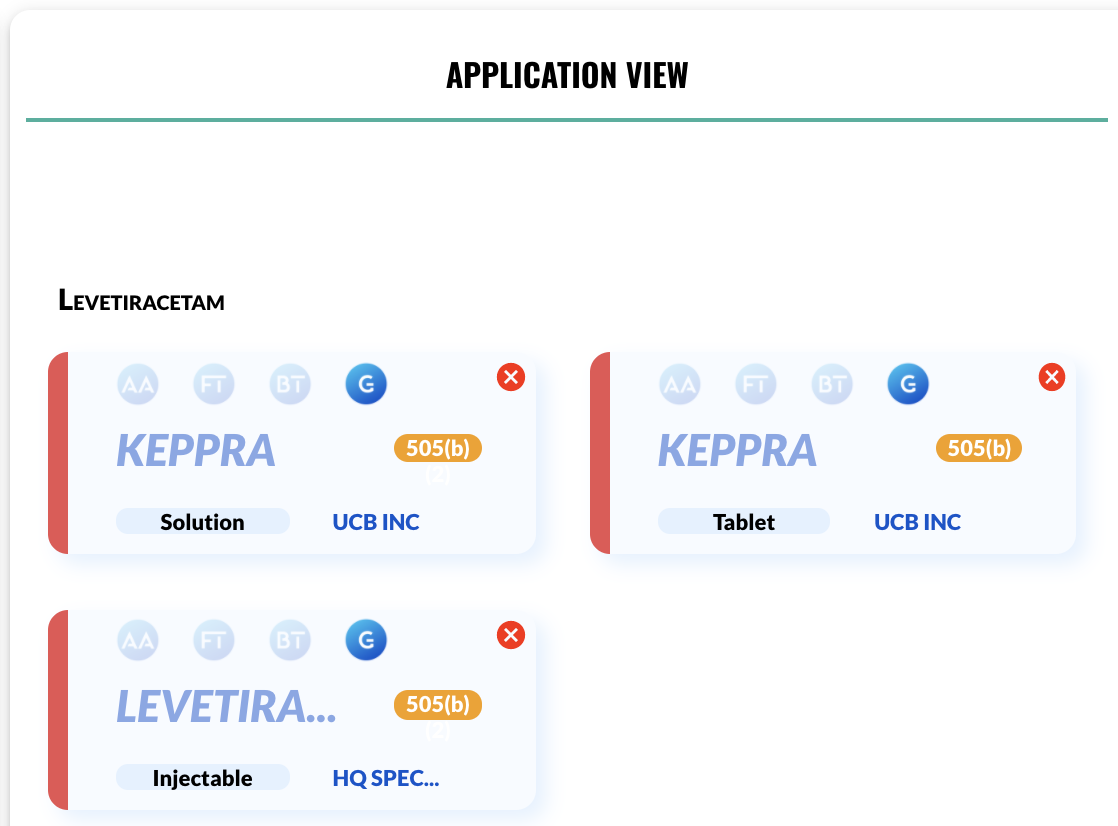 APPLICATION VIEW
Levetiracetam
AA FT BT G
KEPPRA 505(b)
(2)
Solution UCB INC
AA FT BT G
KEPPRA 505(b)
Tablet UCB INC
AA FT BT G
LEVETIRA... 505(b)
(2)
Injectable HQ SPEC...